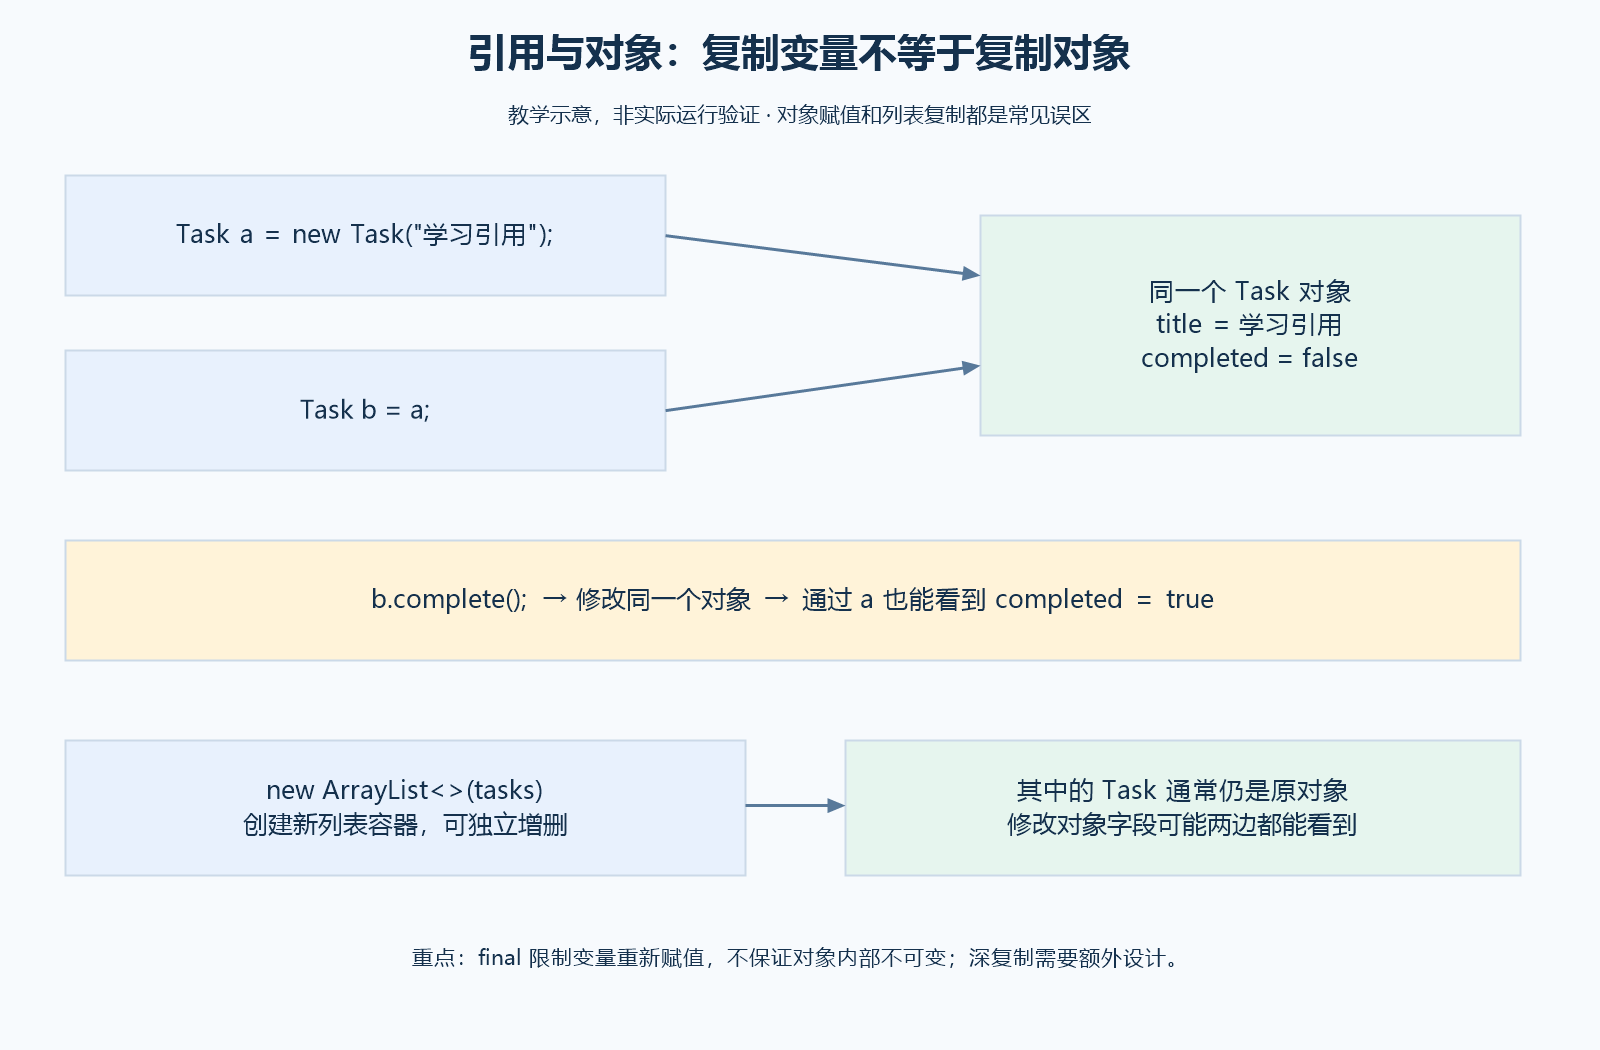 引用与对象：复制变量不等于复制对象
教学示意，非实际运行验证 · 对象赋值和列表复制都是常见误区
Task a = new Task("学习引用");
同一个 Task 对象
title = 学习引用
completed = false
Task b = a;
b.complete(); → 修改同一个对象 → 通过 a 也能看到 completed = true
new ArrayList<>(tasks)
创建新列表容器，可独立增删
其中的 Task 通常仍是原对象
修改对象字段可能两边都能看到
重点：final 限制变量重新赋值，不保证对象内部不可变；深复制需要额外设计。